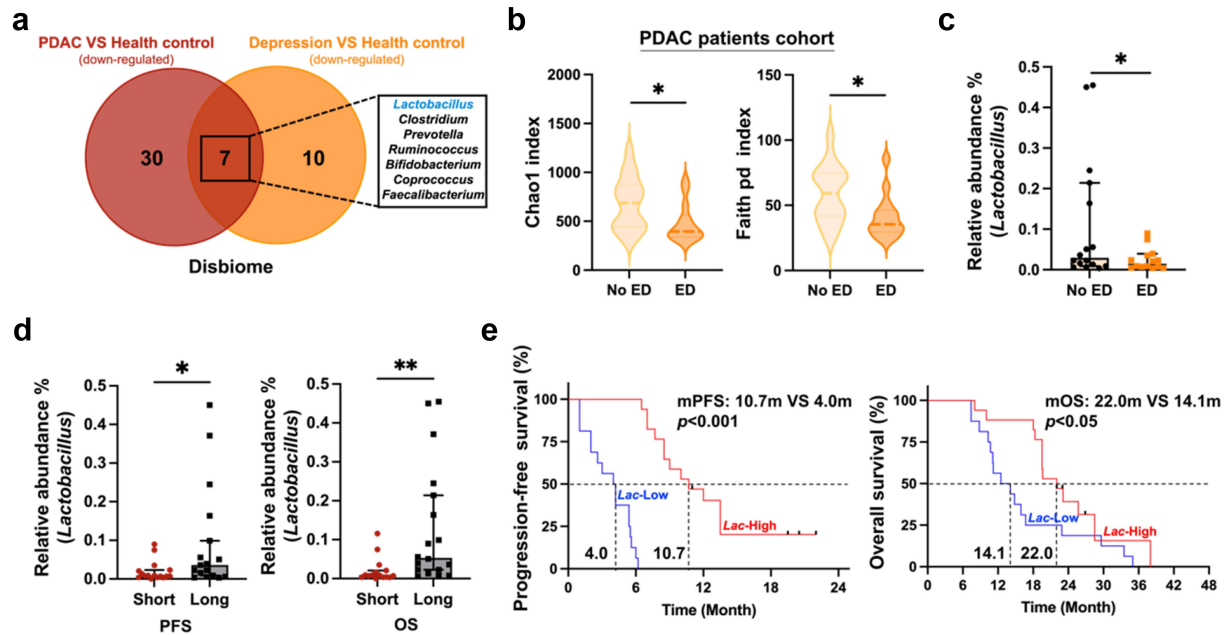 a
PDAC VS Health control
(down-regulated)
Depression VS Health control
(down-regulated)
30
7
10
Lactobacillus
Clostridium
Prevotella
Ruminococcus
Bifidobacterium
Coprococcus
Faecalibacterium
Disbiome
b
PDAC patients cohort
Chao1 index
2000
1500
1000
500
0
*
No ED
ED
Faith pd index
150
100
50
0
*
No ED
ED
c
Relative abundance %
(Lactobacillus)
0.5
0.4
0.3
0.2
0.1
0.0
*
No ED
ED
d
Relative abundance %
(Lactobacillus)
0.5
0.4
0.3
0.2
0.1
0.0
*
Short
Long
PFS
Relative abundance %
(Lactobacillus)
0.5
0.4
0.3
0.2
0.1
0.0
**
Short
Long
OS
e
Progression-free survival (%)
100
75
50
25
0
mPFS: 10.7m VS 4.0m
p<0.001
Lac-Low
Lac-High
4.0
10.7
0
6
12
18
24
Time (Month)
Overall survival (%)
100
75
50
25
0
mOS: 22.0m VS 14.1m
p<0.05
Lac-Low
Lac-High
14.1
22.0
0
6
12
18
24
30
36
42
48
Time (Month)